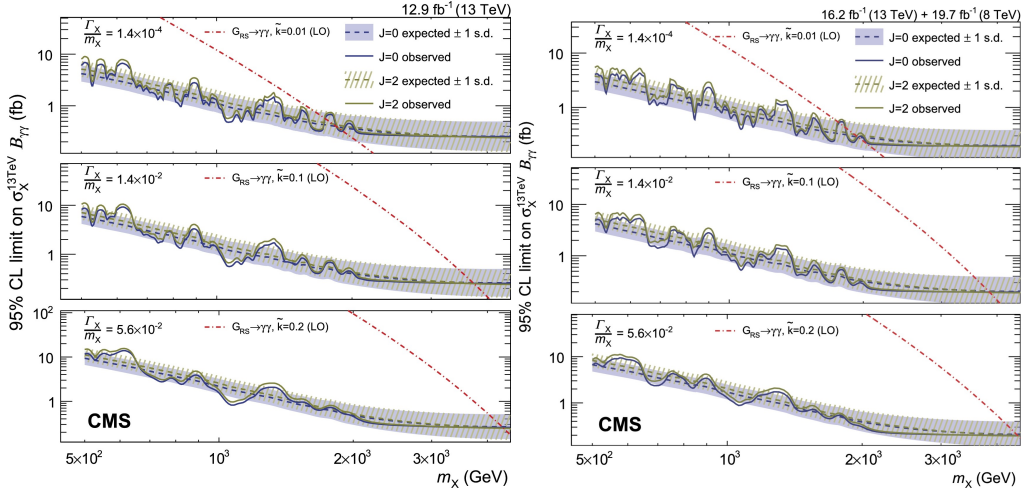 12.9 fb⁻¹ (13 TeV)
95% CL limit on σ_X^13TeV B_γγ (fb)
Γ_X/m_X = 1.4×10⁻⁴
G_RS→γγ, k̃=0.01 (LO)
J=0 expected ± 1 s.d.
J=0 observed
J=2 expected ± 1 s.d.
J=2 observed
10
1
Γ_X/m_X = 1.4×10⁻²
G_RS→γγ, k̃=0.1 (LO)
10
1
10²
Γ_X/m_X = 5.6×10⁻²
G_RS→γγ, k̃=0.2 (LO)
10
1
CMS
5×10² 10³ 2×10³ 3×10³
m_X (GeV)
16.2 fb⁻¹ (13 TeV) + 19.7 fb⁻¹ (8 TeV)
95% CL limit on σ_X^13TeV B_γγ (fb)
Γ_X/m_X = 1.4×10⁻⁴
G_RS→γγ, k̃=0.01 (LO)
J=0 expected ± 1 s.d.
J=0 observed
J=2 expected ± 1 s.d.
J=2 observed
10
1
Γ_X/m_X = 1.4×10⁻²
G_RS→γγ, k̃=0.1 (LO)
10
1
Γ_X/m_X = 5.6×10⁻²
G_RS→γγ, k̃=0.2 (LO)
10
1
CMS
5×10² 10³ 2×10³ 3×10³
m_X (GeV)